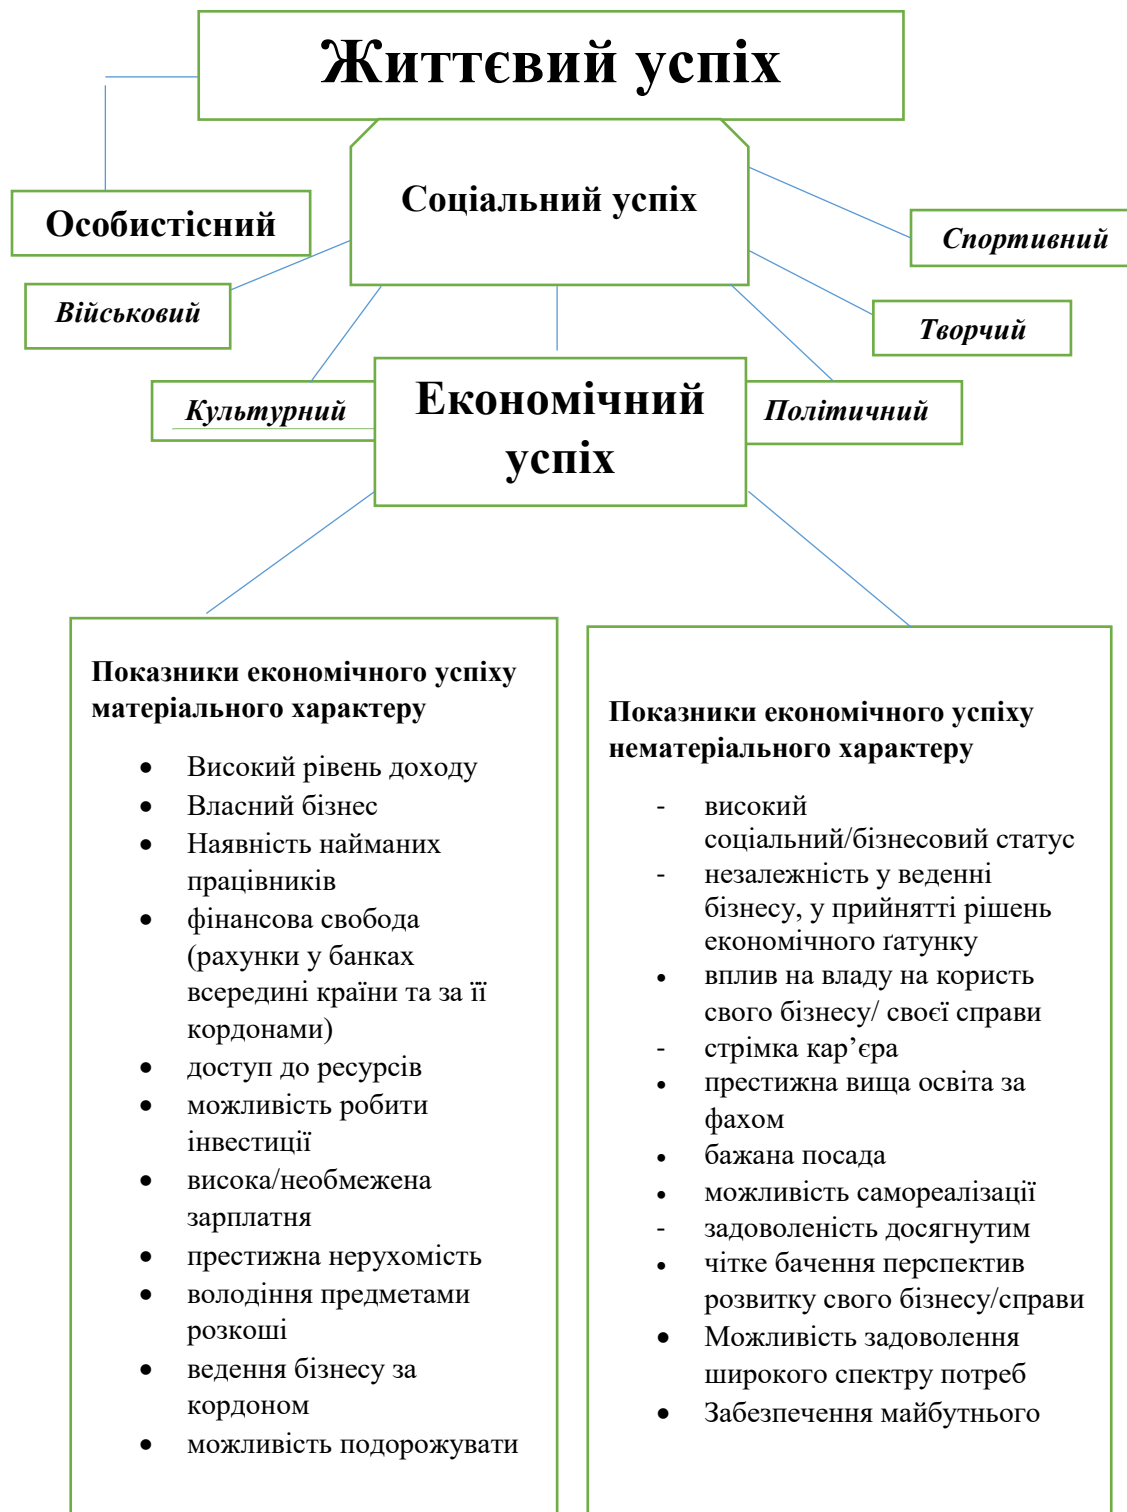 Життєвий успіх
Соціальний успіх
Особистісний
Спортивний
Військовий
Творчий
Культурний
Економічний
успіх
Політичний
Показники економічного успіху
матеріального характеру
• Високий рівень доходу
• Власний бізнес
• Наявність найманих
працівників
• фінансова свобода
(рахунки у банках
всередині країни та за її
кордонами)
• доступ до ресурсів
• можливість робити
інвестиції
• висока/необмежена
зарплатня
• престижна нерухомість
• володіння предметами
розкоші
• ведення бізнесу за
кордоном
• можливість подорожувати
Показники економічного успіху
нематеріального характеру
- високий
соціальний/бізнесовий статус
- незалежність у веденні
бізнесу, у прийнятті рішень
економічного ґатунку
• вплив на владу на користь
свого бізнесу/ своєї справи
- стрімка кар’єра
• престижна вища освіта за
фахом
• бажана посада
• можливість самореалізації
- задоволеність досягнутим
• чітке бачення перспектив
розвитку свого бізнесу/справи
• Можливість задоволення
широкого спектру потреб
• Забезпечення майбутнього